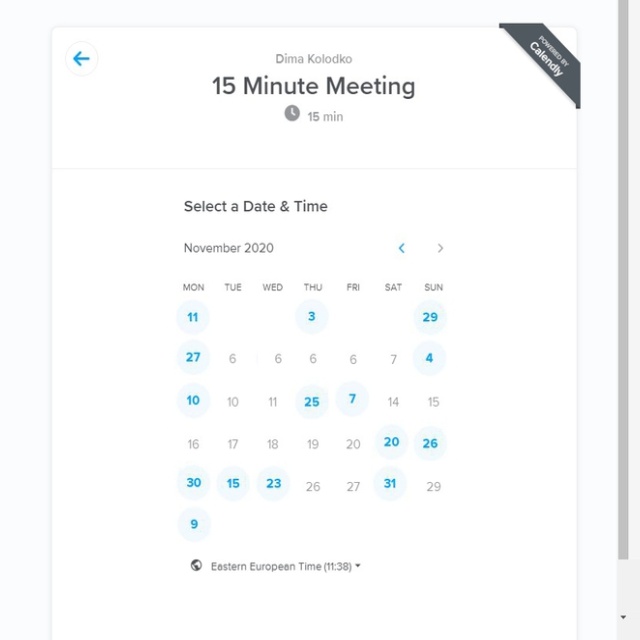 POWERED BY
Calendly
Dima Kolodko
15 Minute Meeting
15 min
Select a Date & Time
November 2020
MON TUE WED THU FRI SAT SUN
11 3 29
27 6 6 6 6 7 4
10 10 11 25 7 14 15
16 17 18 19 20 20 26
30 15 23 26 27 31 29
9
Eastern European Time (11:38)